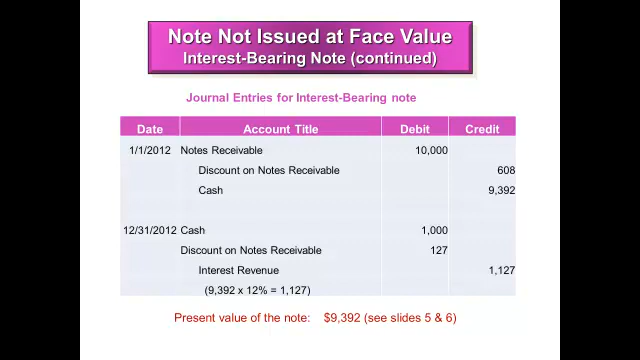 Note Not Issued at Face Value
Interest-Bearing Note (continued)
Journal Entries for Interest-Bearing note
Date Account Title Debit Credit
1/1/2012 Notes Receivable 10,000
Discount on Notes Receivable 608
Cash 9,392
12/31/2012 Cash 1,000
Discount on Notes Receivable 127
Interest Revenue 1,127
(9,392 x 12% = 1,127)
Present value of the note: $9,392 (see slides 5 & 6)